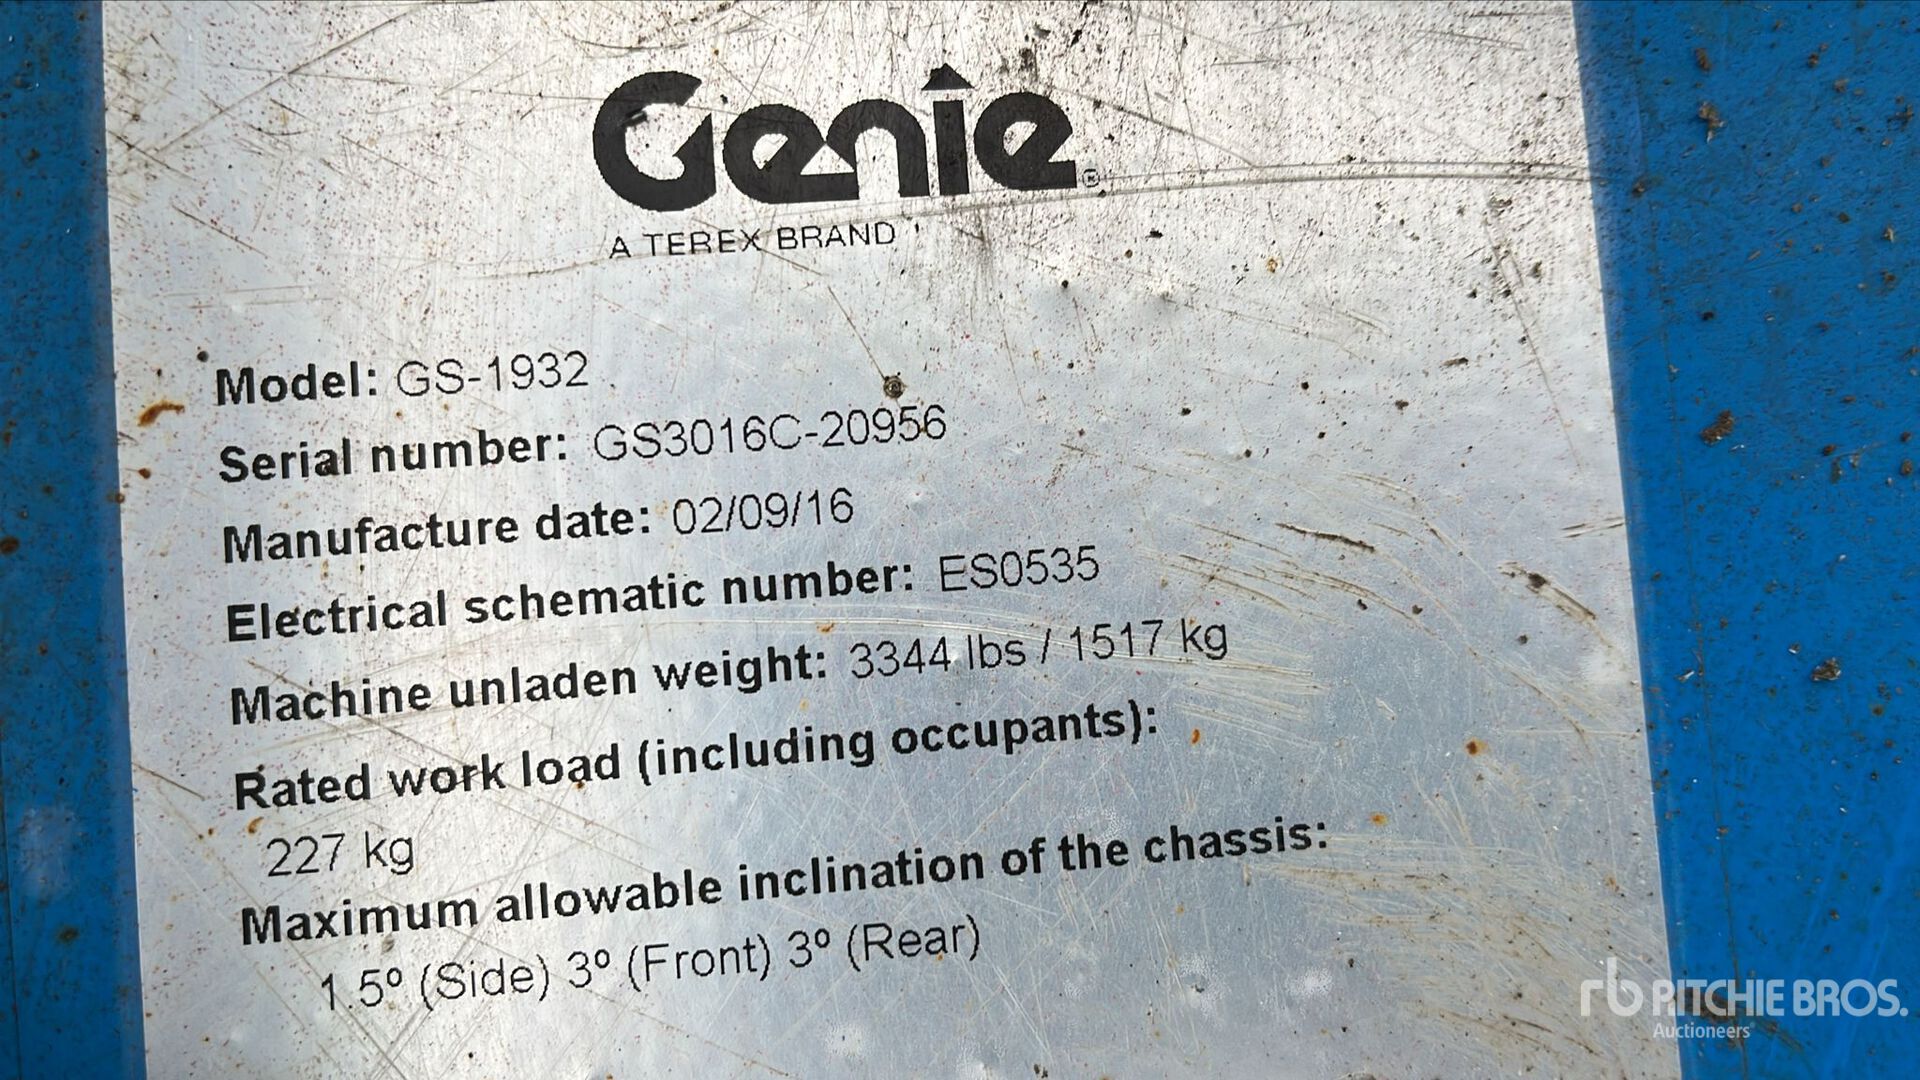 Genie®
A TEREX BRAND
Model: GS-1932
Serial number: GS3016C-20956
Manufacture date: 02/09/16
Electrical schematic number: ES0535
Machine unladen weight: 3344 lbs / 1517 kg
Rated work load (including occupants):
227 kg
Maximum allowable inclination of the chassis:
1.5º (Side) 3º (Front) 3º (Rear)
rb RITCHIE BROS.
Auctioneers